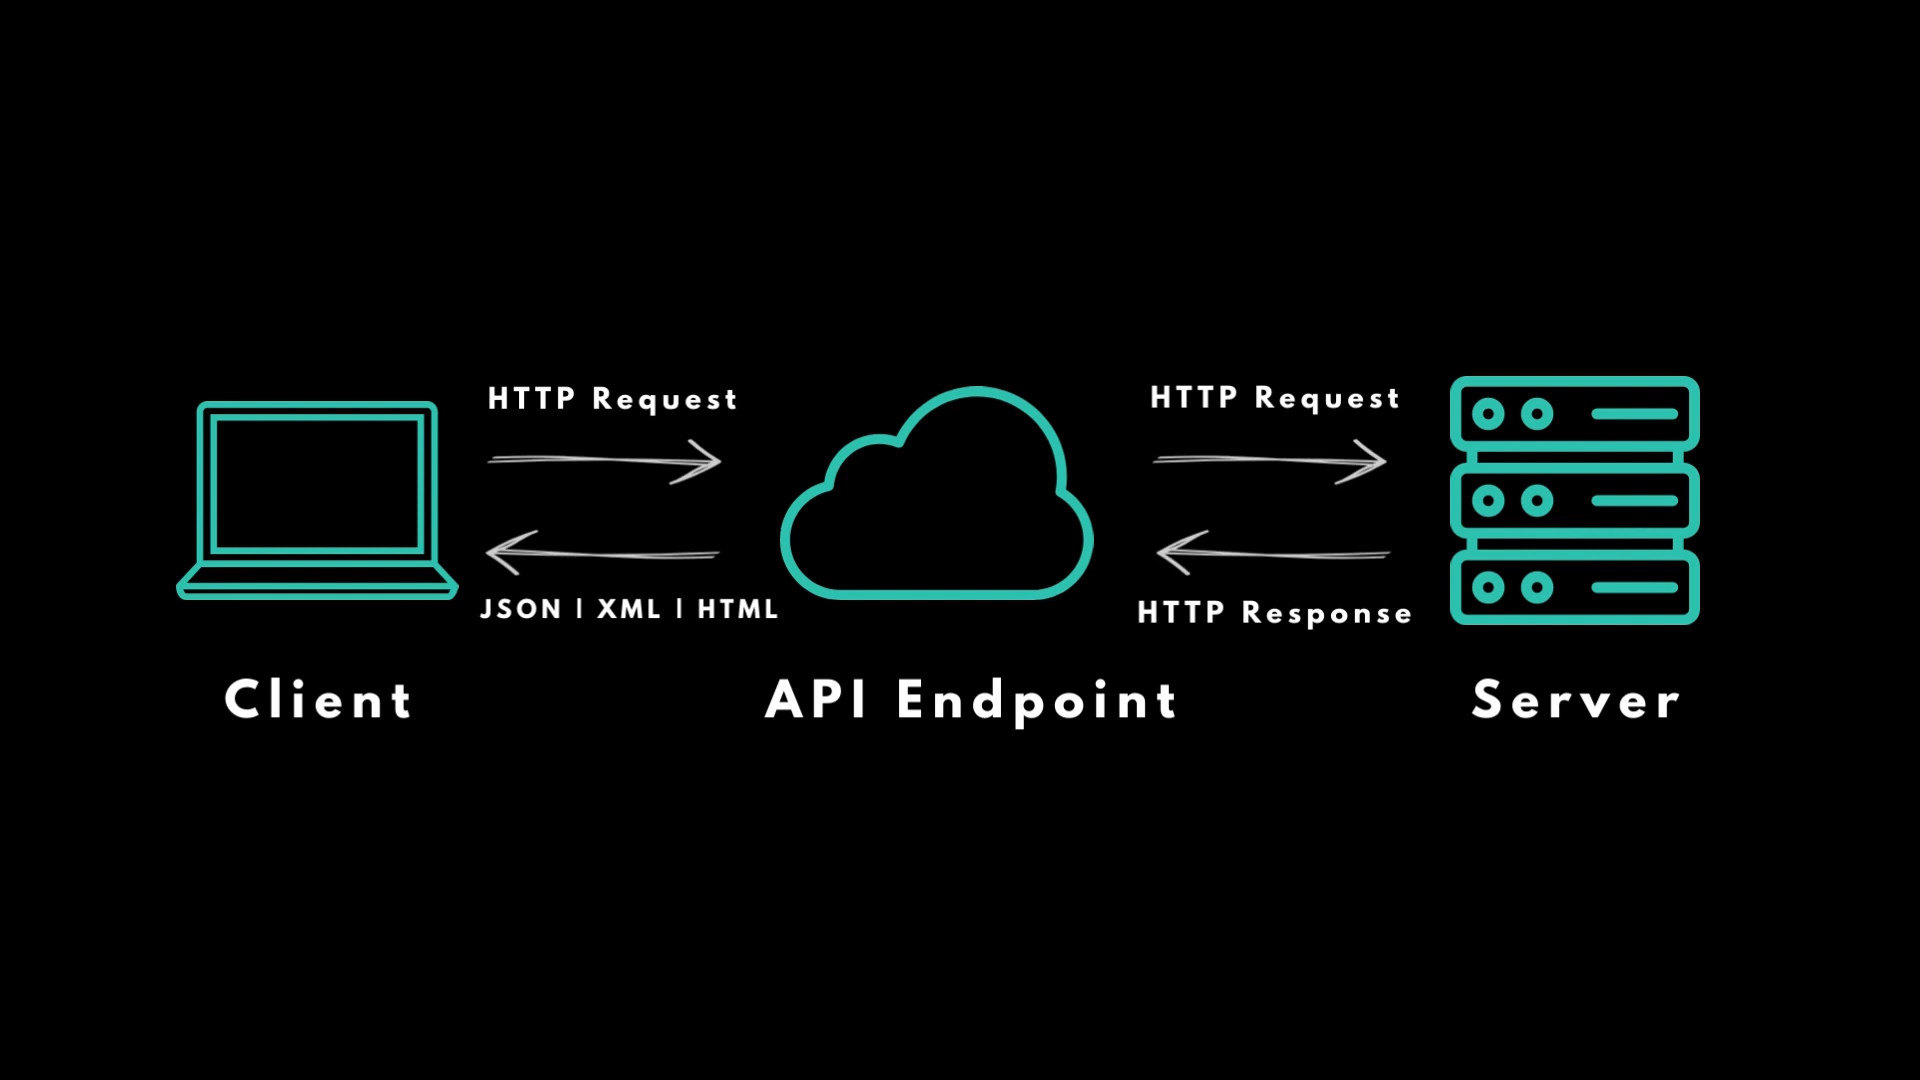 HTTP Request
HTTP Request
JSON | XML | HTML
HTTP Response
Client
API Endpoint
Server